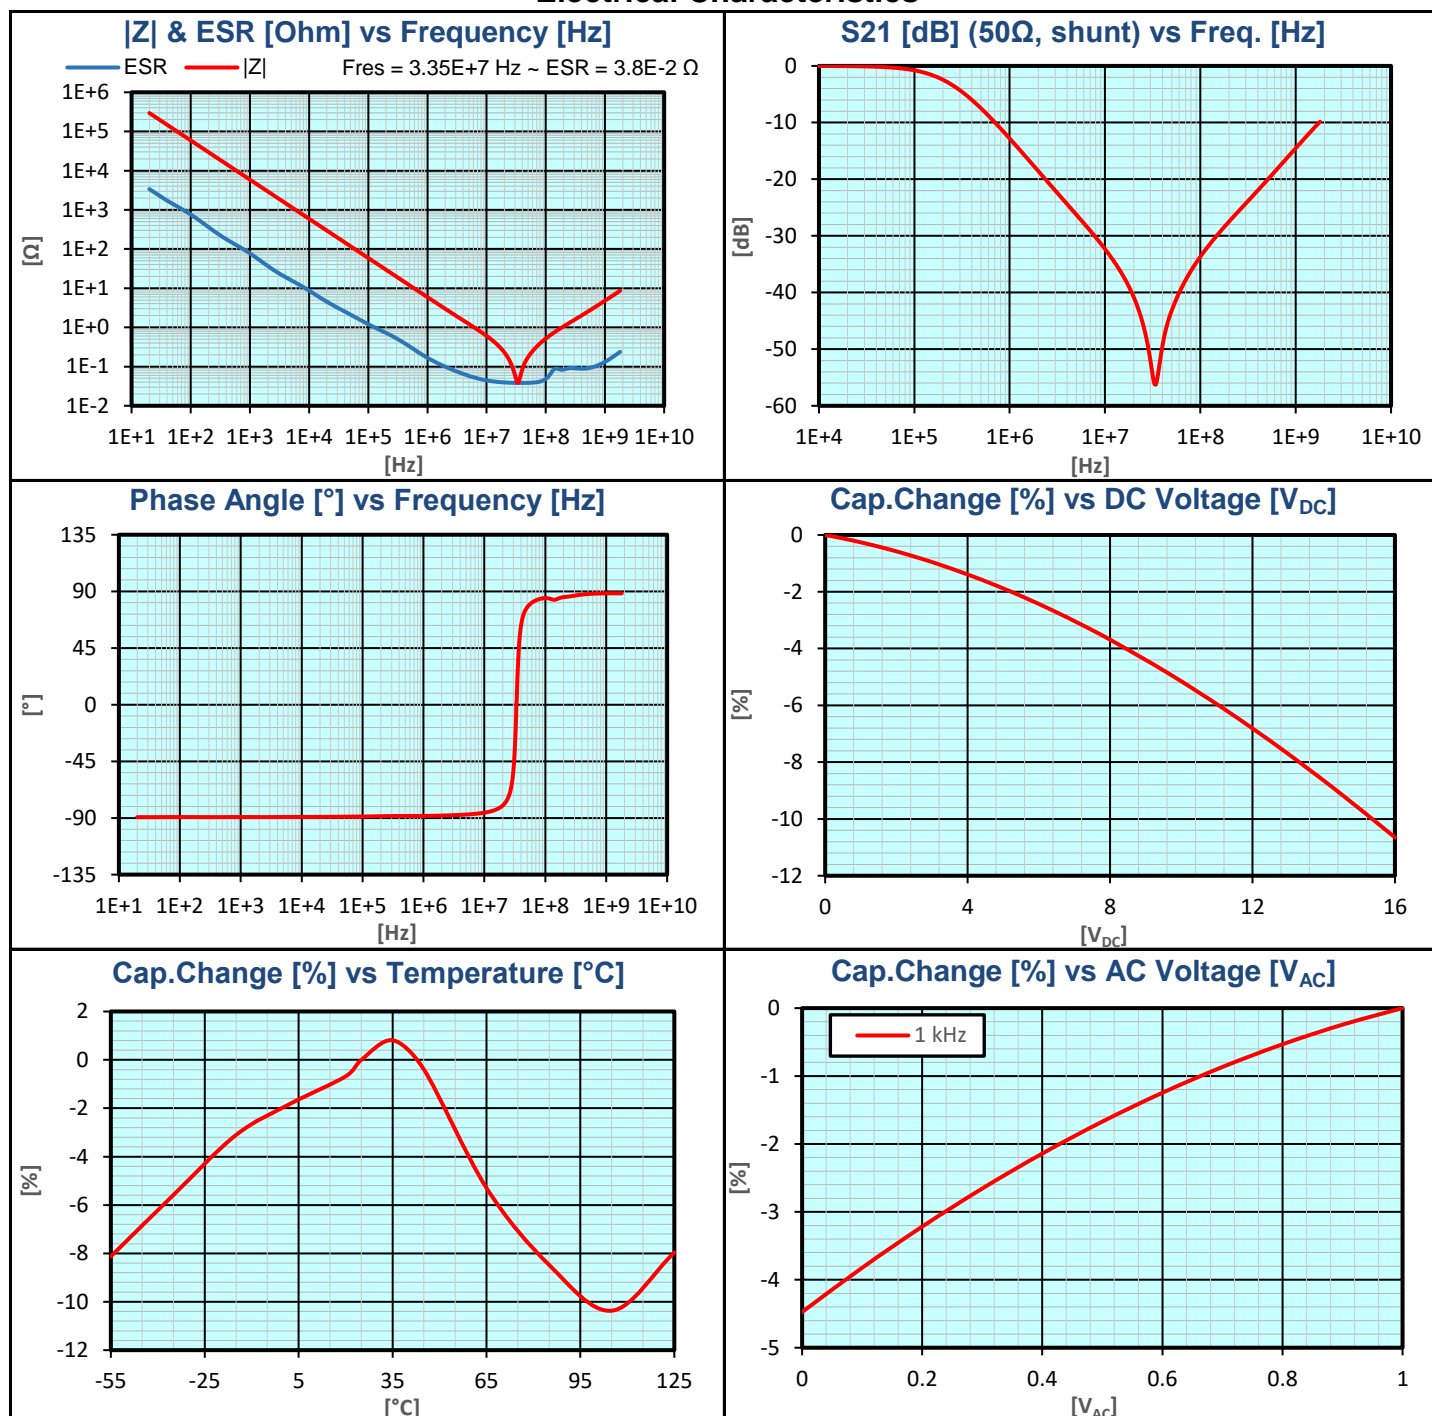 Electrical Characteristics
|Z| & ESR [Ohm] vs Frequency [Hz]
ESR
|Z|
Fres = 3.35E+7 Hz ~ ESR = 3.8E-2 Ω
1E+6
1E+5
1E+4
1E+3
1E+2
1E+1
1E+0
1E-1
1E-2
[Ω]
1E+1 1E+2 1E+3 1E+4 1E+5 1E+6 1E+7 1E+8 1E+9 1E+10
[Hz]
S21 [dB] (50Ω, shunt) vs Freq. [Hz]
0
-10
-20
-30
-40
-50
-60
[dB]
1E+4 1E+5 1E+6 1E+7 1E+8 1E+9 1E+10
[Hz]
Phase Angle [°] vs Frequency [Hz]
135
90
45
0
-45
-90
-135
[°]
1E+1 1E+2 1E+3 1E+4 1E+5 1E+6 1E+7 1E+8 1E+9 1E+10
[Hz]
Cap.Change [%] vs DC Voltage [VDC]
0
-2
-4
-6
-8
-10
-12
[%]
0 4 8 12 16
[VDC]
Cap.Change [%] vs Temperature [°C]
2
0
-2
-4
-6
-8
-10
-12
[%]
-55 -25 5 35 65 95 125
[°C]
Cap.Change [%] vs AC Voltage [VAC]
1 kHz
0
-1
-2
-3
-4
-5
[%]
0 0.2 0.4 0.6 0.8 1
[VAC]